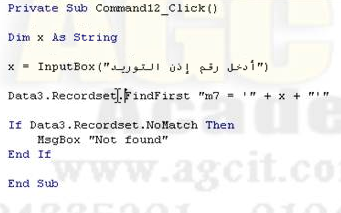 Private Sub Command12_Click()
Dim x As String
x = InputBox("أدخل رقم إذن التوريد")
Data3.Recordset.FindFirst "m7 = '" + x + "'"
If Data3.Recordset.NoMatch Then
MsgBox "Not found"
End If
End Sub
www.agcit.c